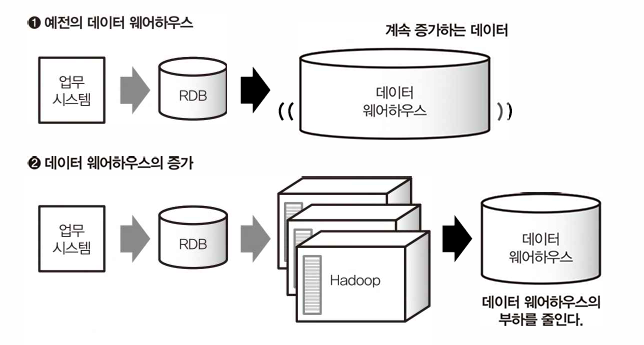 ❶ 예전의 데이터 웨어하우스
계속 증가하는 데이터
업무
시스템
RDB
데이터
웨어하우스
❷ 데이터 웨어하우스의 증가
업무
시스템
RDB
Hadoop
데이터
웨어하우스
데이터 웨어하우스의
부하를 줄인다.